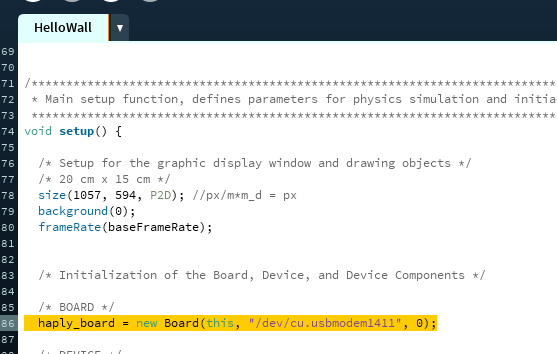 HelloWall ▼
69
70
71 /****************************************************************************
72 * Main setup function, defines parameters for physics simulation and initia
73 ****************************************************************************
74 void setup() {
75
76 /* Setup for the graphic display window and drawing objects */
77 /* 20 cm x 15 cm */
78 size(1057, 594, P2D); //px/m*m_d = px
79 background(0);
80 frameRate(baseFrameRate);
81
82
83 /* Initialization of the Board, Device, and Device Components */
84
85 /* BOARD */
86 haply_board = new Board(this, "/dev/cu.usbmodem1411", 0);
87
/* DEVICE */